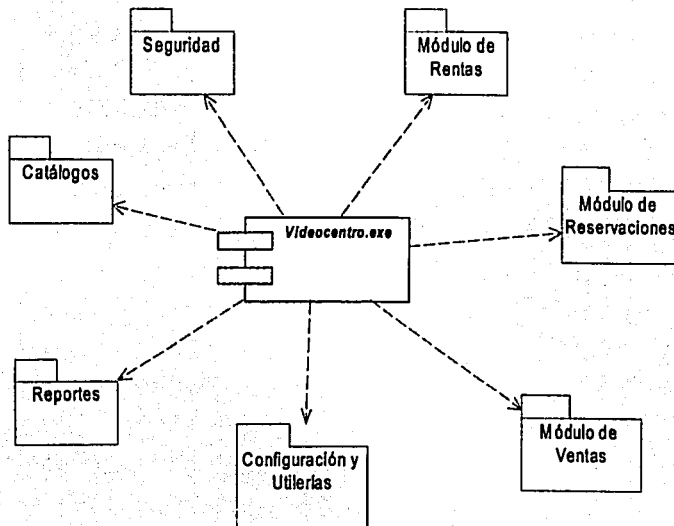 Seguridad
Módulo de
Rentas
Catálogos
Módulo de
Reservaciones
Videocentro.exe
Reportes
Configuración y
Utilerías
Módulo de
Ventas